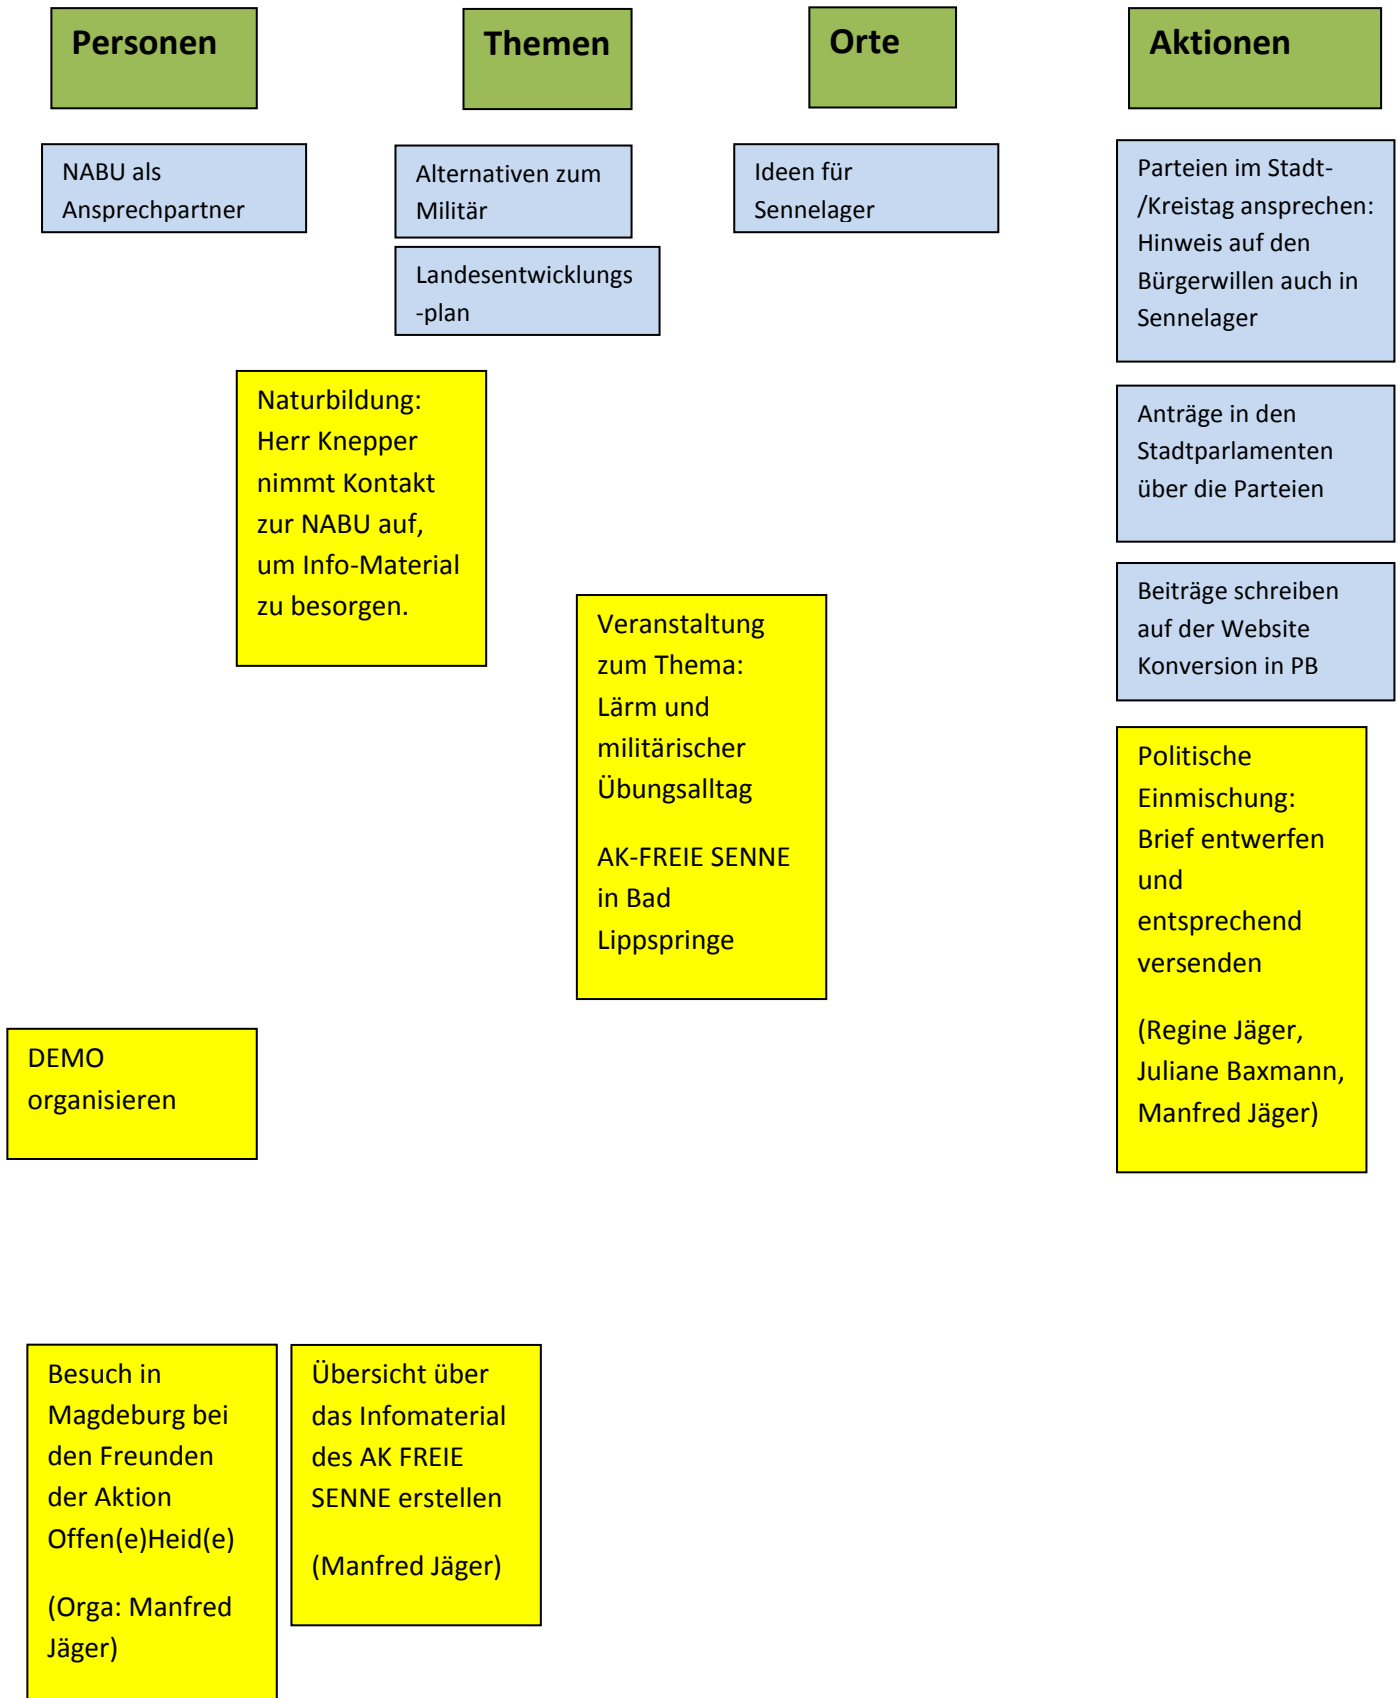 Personen
Themen
Orte
Aktionen
NABU als
Ansprechpartner
Alternativen zum
Militär
Landesentwicklungs
-plan
Ideen für
Sennelager
Parteien im Stadt-
/Kreistag ansprechen:
Hinweis auf den
Bürgerwillen auch in
Sennelager
Anträge in den
Stadtparlamenten
über die Parteien
Beiträge schreiben
auf der Website
Konversion in PB
Naturbildung:
Herr Knepper
nimmt Kontakt
zur NABU auf,
um Info-Material
zu besorgen.
Veranstaltung
zum Thema:
Lärm und
militärischer
Übungsalltag
AK-FREIE SENNE
in Bad
Lippspringe
Politische
Einmischung:
Brief entwerfen
und
entsprechend
versenden
(Regine Jäger,
Juliane Baxmann,
Manfred Jäger)
DEMO
organisieren
Besuch in
Magdeburg bei
den Freunden
der Aktion
Offen(e)Heid(e)
(Orga: Manfred
Jäger)
Übersicht über
das Infomaterial
des AK FREIE
SENNE erstellen
(Manfred Jäger)